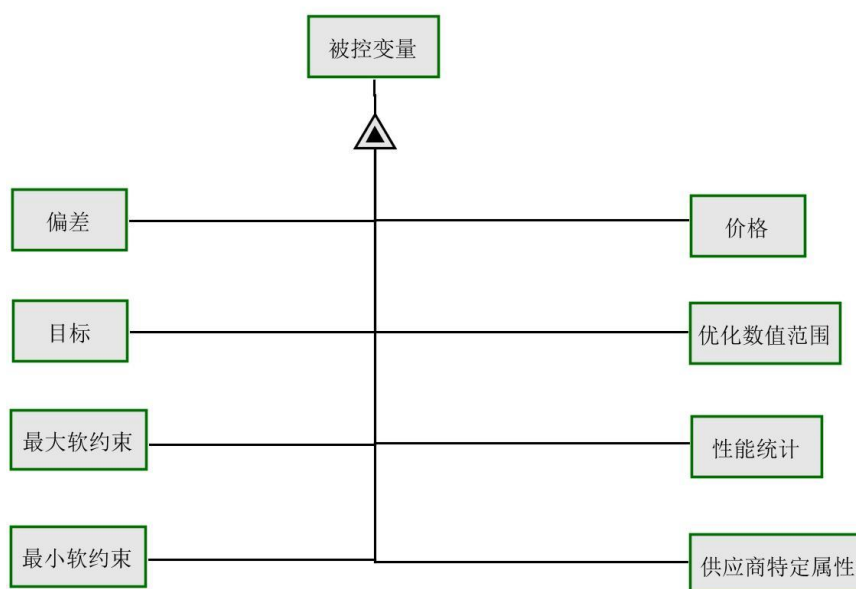 被控变量
偏差
价格
目标
优化数值范围
最大软约束
性能统计
最小软约束
供应商特定属性